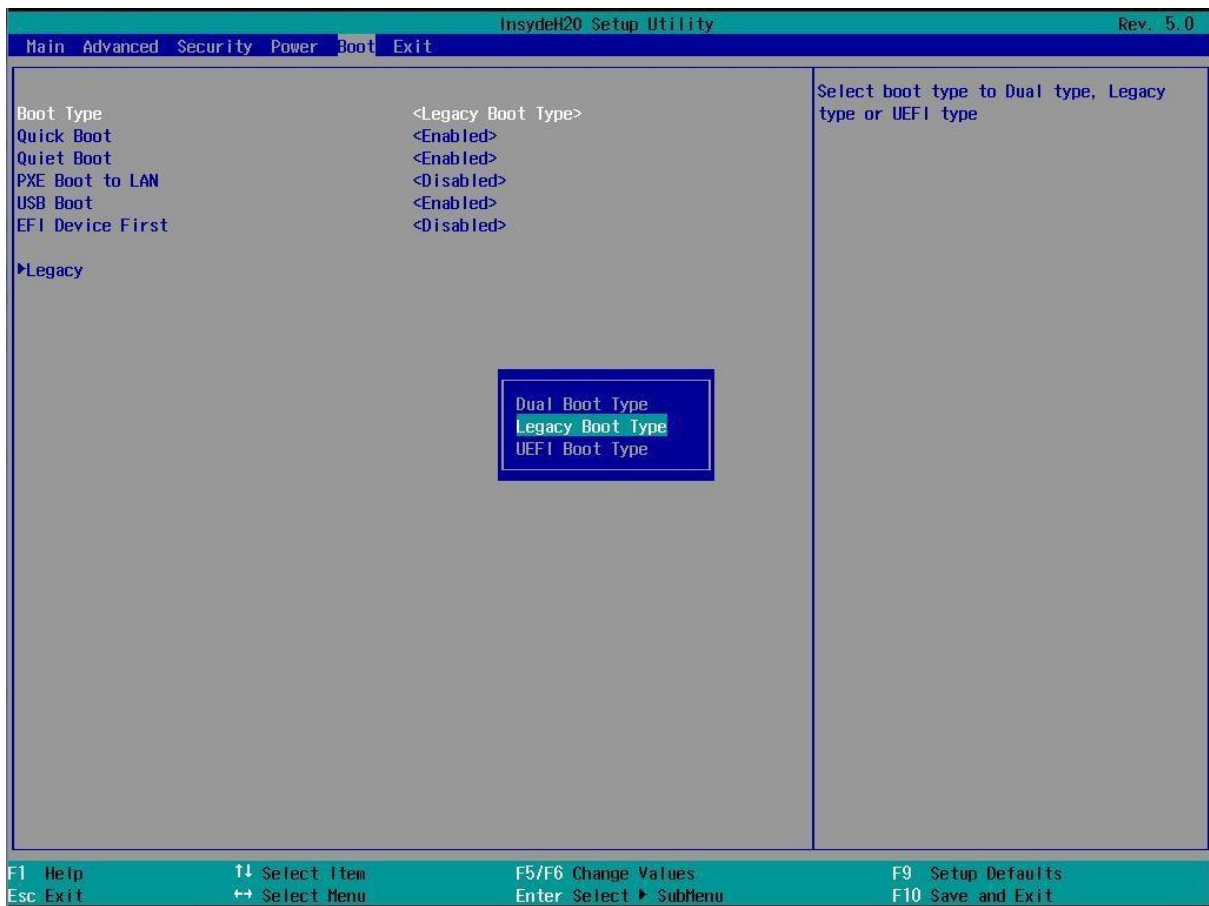 InsydeH20 Setup Utility Rev. 5.0
Main Advanced Security Power Boot Exit
Boot Type <Legacy Boot Type>
Quick Boot <Enabled>
Quiet Boot <Enabled>
PXE Boot to LAN <Disabled>
USB Boot <Enabled>
EFI Device First <Disabled>
▶Legacy
Select boot type to Dual type, Legacy
type or UEFI type
Dual Boot Type
Legacy Boot Type
UEFI Boot Type
F1 Help ↑↓ Select Item F5/F6 Change Values F9 Setup Defaults
Esc Exit ←→ Select Menu Enter Select ▶ SubMenu F10 Save and Exit